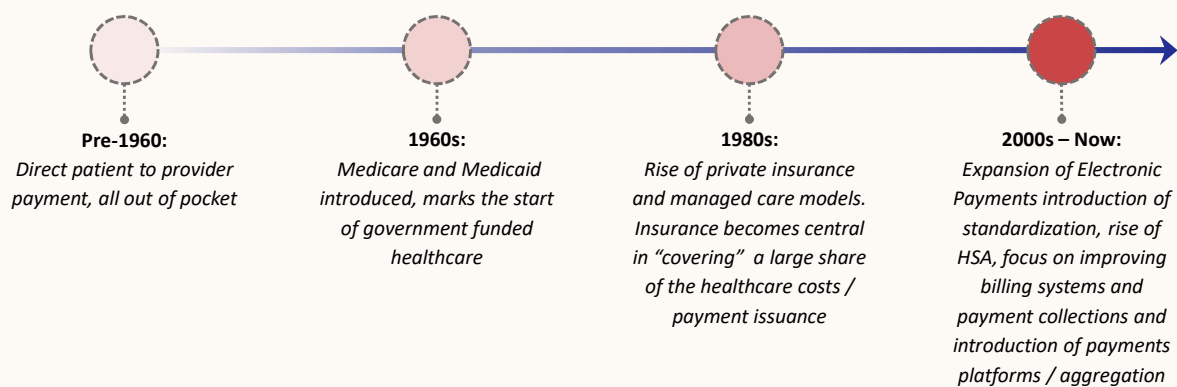 Pre-1960:
Direct patient to provider
payment, all out of pocket
1960s:
Medicare and Medicaid
introduced, marks the start
of government funded
healthcare
1980s:
Rise of private insurance
and managed care models.
Insurance becomes central
in “covering” a large share
of the healthcare costs /
payment issuance
2000s – Now:
Expansion of Electronic
Payments introduction of
standardization, rise of
HSA, focus on improving
billing systems and
payment collections and
introduction of payments
platforms / aggregation